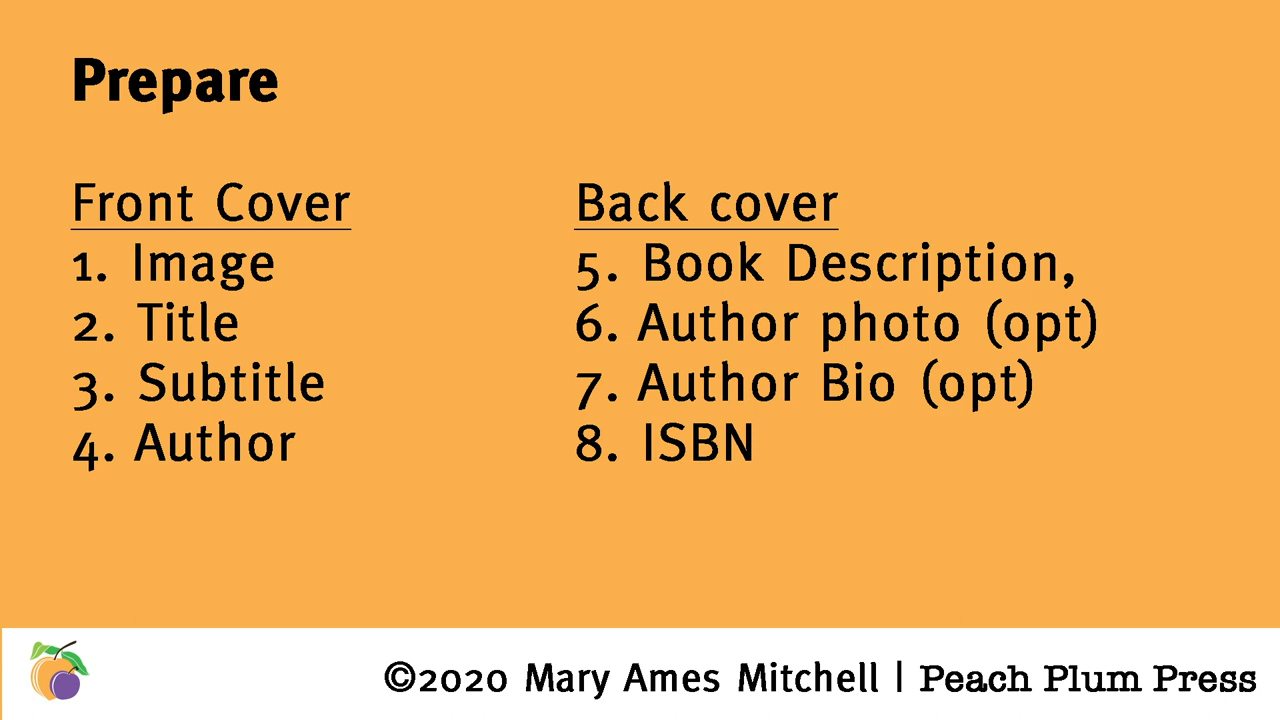 Prepare
Front Cover
1. Image
2. Title
3. Subtitle
4. Author
Back cover
5. Book Description,
6. Author photo (opt)
7. Author Bio (opt)
8. ISBN
©2020 Mary Ames Mitchell | Peach Plum Press